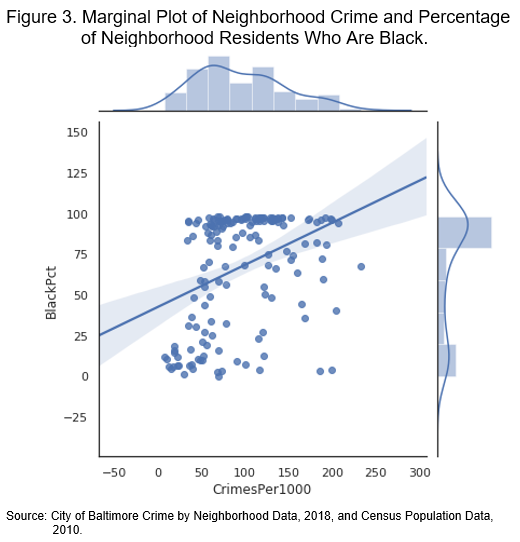 Figure 3. Marginal Plot of Neighborhood Crime and Percentage
of Neighborhood Residents Who Are Black.
150
125
100
75
50
25
0
−25
BlackPct
−50 0 50 100 150 200 250 300
CrimesPer1000
Source: City of Baltimore Crime by Neighborhood Data, 2018, and Census Population Data,
2010.